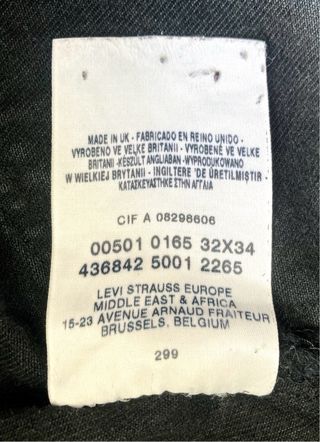 MADE IN UK - FABRICADO EN REINO UNIDO -
VYROBENO VE VELKE BRITANII - VYROBENÉ VE VELKE
BRITANII -KÉSZÜLT ANGLIABAN -WYPRODUKOWANO
W WIELKIEJ BRYTANII - INGILTERE 'DE ÜRETILMIŞTIR -
ΚΑΤΑΣΚΕΥΑΣΤΗΚΕ ΣΤΗΝ ΑΓΓΛΙΑ
CIF A 08298606
00501 0165 32X34
436842 5001 2265
LEVI STRAUSS EUROPE
MIDDLE EAST & AFRICA
15-23 AVENUE ARNAUD FRAITEUR
BRUSSELS, BELGIUM
299